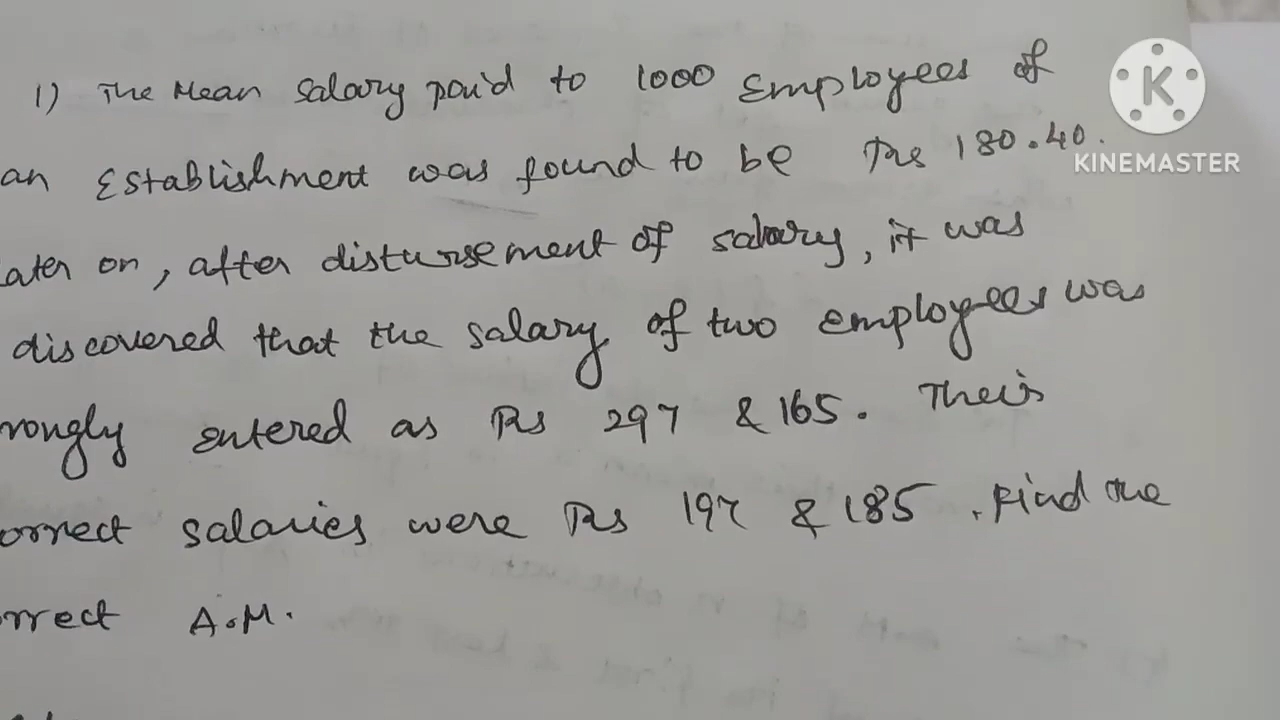 1) The Mean Salary paid to 1000 Employees of
an Establishment was found to be Rs 180.40.
ater on, after distursement of salary, it was
discovered that the salary of two employees was
rongly entered as Rs 297 & 165. Their
orrect salaries were Rs 197 & 185. Find the
rrect A.M.
K
KINEMASTER